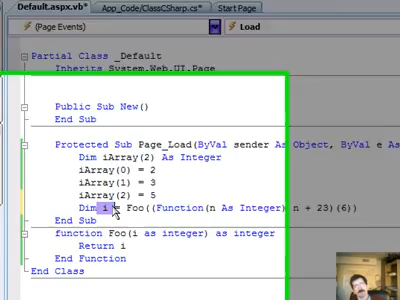 Default.aspx.vb* App_Code/ClassCSharp.cs* Start Page
(Page Events) Load
Partial Class _Default
Inherits System.Web.UI.Page
Public Sub New()
End Sub
Protected Sub Page_Load(ByVal sender As Object, ByVal e As
Dim iArray(2) As Integer
iArray(0) = 2
iArray(1) = 3
iArray(2) = 5
Dim i = Foo((Function(n As Integer) n + 23)(6))
End Sub
function Foo(i as integer) as integer
Return i
End Function
End Class